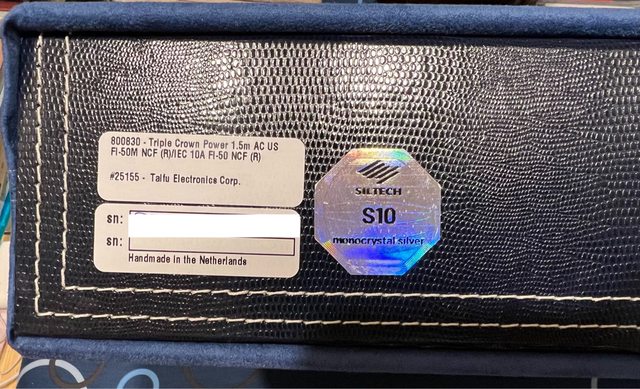 800830 - Triple Crown Power 1.5m AC US
FI-50M NCF (R)/IEC 10A FI-50 NCF (R)
#25155 - Taifu Electronics Corp.
sn:
sn:
Handmade in the Netherlands
SILTECH
S10
monocrystal silver